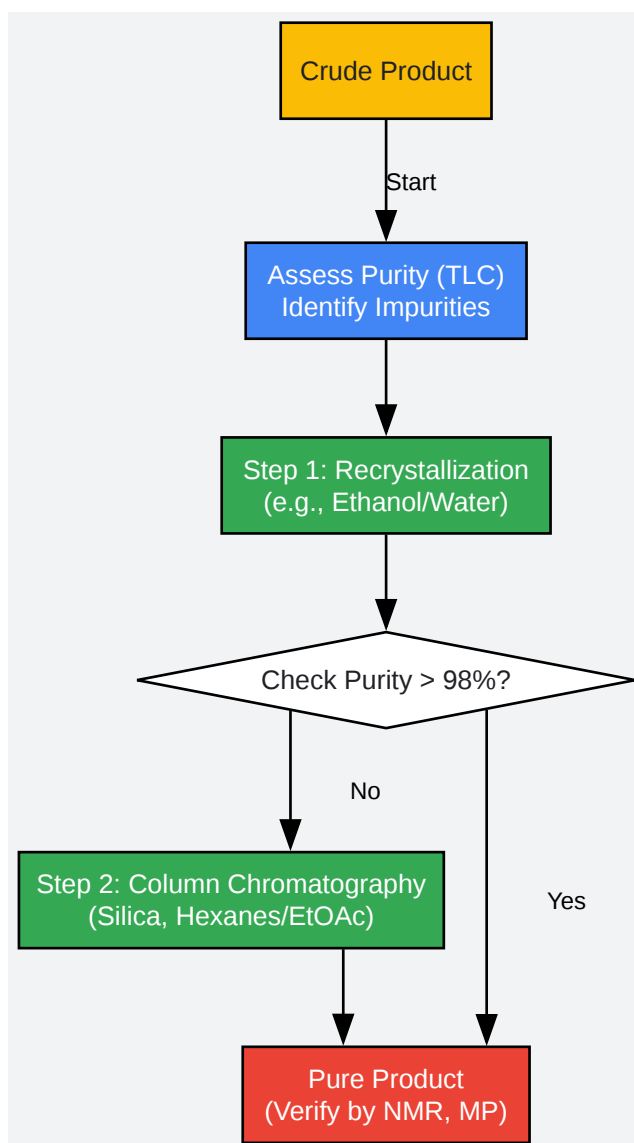 Crude Product
Start
Assess Purity (TLC)
Identify Impurities
Step 1: Recrystallization
(e.g., Ethanol/Water)
Check Purity > 98%?
No
Step 2: Column Chromatography
(Silica, Hexanes/EtOAc)
Yes
Pure Product
(Verify by NMR, MP)